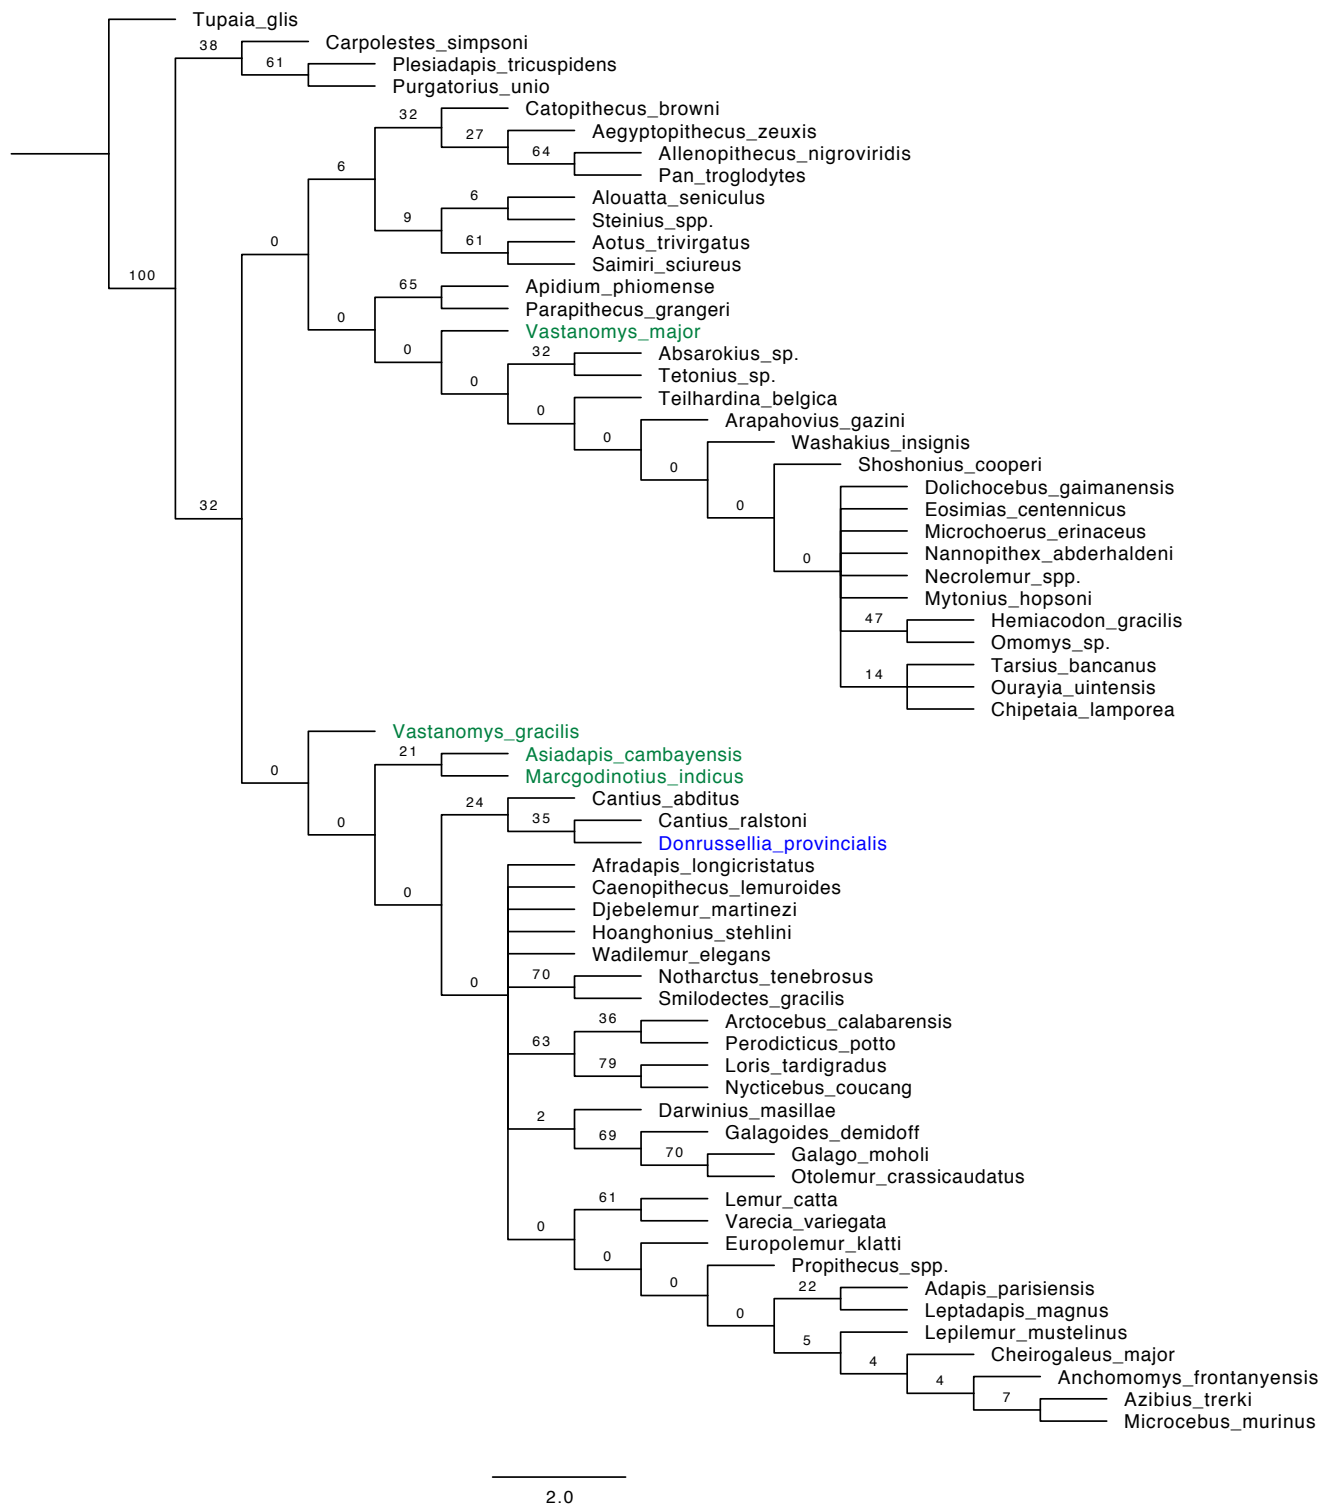 Tupaia_glis
38
Carpolestes_simpsoni
61
Plesiadapis_tricuspidens
Purgatorius_unio
32
Catopithecus_browni
27
Aegyptopithecus_zeuxis
64
Allenopithecus_nigroviridis
6
Pan_troglodytes
6
Alouatta_seniculus
9
Steinius_spp.
0
61
Aotus_trivirgatus
Saimiri_sciureus
100
65
Apidium_phiomense
0
Parapithecus_grangeri
Vastanomys_major
0
32
Absarokius_sp.
0
Tetonius_sp.
0
Teilhardina_belgica
0
Arapahovius_gazini
0
Washakius_insignis
Shoshonius_cooperi
32
0
Dolichocebus_gaimanensis
Eosimias_centennicus
Microchoerus_erinaceus
0
Nannopithex_abderhaldeni
Necrolemur_spp.
Mytonius_hopsoni
47
Hemiacodon_gracilis
Omomys_sp.
14
Tarsius_bancanus
Ourayia_uintensis
Chipetaia_lamporea
Vastanomys_gracilis
0
21
Asiadapis_cambayensis
Marcgodinotius_indicus
0
24
Cantius_abditus
35
Cantius_ralstoni
Donrussellia_provincialis
Afradapis_longicristatus
0
Caenopithecus_lemuroides
Djebelemur_martinezi
Hoanghonius_stehlini
Wadilemur_elegans
0
70
Notharctus_tenebrosus
Smilodectes_gracilis
36
Arctocebus_calabarensis
63
Perodicticus_potto
79
Loris_tardigradus
Nycticebus_coucang
2
Darwinius_masillae
69
Galagoides_demidoff
70
Galago_moholi
Otolemur_crassicaudatus
61
Lemur_catta
0
Varecia_variegata
0
Europolemur_klatti
0
Propithecus_spp.
0
22
Adapis_parisiensis
Leptadapis_magnus
5
Lepilemur_mustelinus
4
Cheirogaleus_major
4
Anchomomys_frontanyensis
7
Azibius_trerki
Microcebus_murinus
2.0